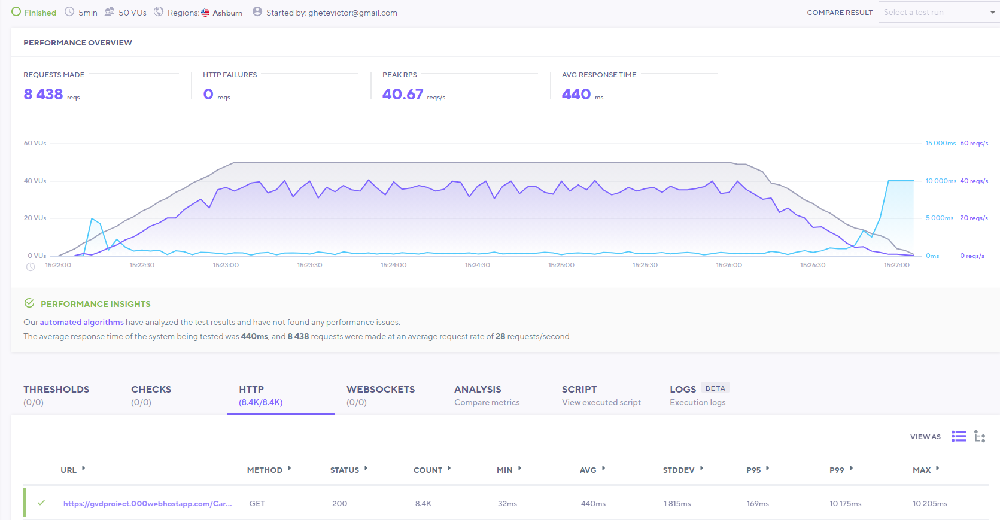 Finished 5min 50 VUs Regions: Ashburn Started by: ghetevictor@gmail.com COMPARE RESULT Select a test run
PERFORMANCE OVERVIEW
REQUESTS MADE HTTP FAILURES PEAK RPS AVG RESPONSE TIME
8 438 reqs 0 reqs 40.67 reqs/s 440 ms
60 VUs 15 000ms 60 reqs/s
40 VUs 10 000ms 40 reqs/s
20 VUs 5 000ms 20 reqs/s
0 VUs 0ms 0 reqs/s
15:22:00 15:22:30 15:23:00 15:23:30 15:24:00 15:24:30 15:25:00 15:25:30 15:26:00 15:26:30 15:27:00
PERFORMANCE INSIGHTS
Our automated algorithms have analyzed the test results and have not found any performance issues.
The average response time of the system being tested was 440ms, and 8 438 requests were made at an average request rate of 28 requests/second.
THRESHOLDS CHECKS HTTP WEBSOCKETS ANALYSIS SCRIPT LOGS BETA
(0/0) (0/0) (8.4K/8.4K) (0/0) Compare metrics View executed script Execution logs
VIEW AS
URL METHOD STATUS COUNT MIN AVG STDDEV P95 P99 MAX
https://gvdproiect.000webhostapp.com/Car... GET 200 8.4K 32ms 440ms 1 815ms 169ms 10 175ms 10 205ms